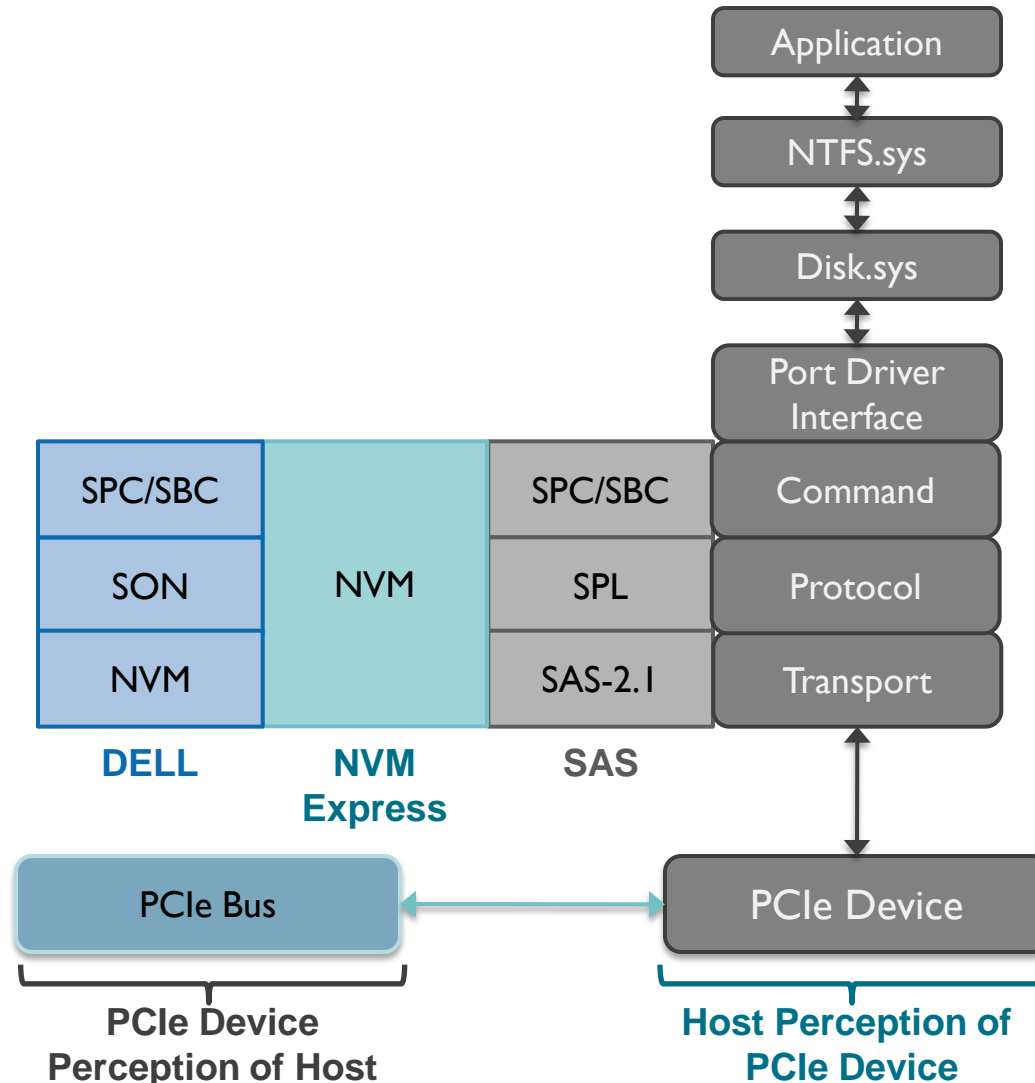 Application
NTFS.sys
Disk.sys
Port Driver
Interface
SPC/SBC
NVM
SPC/SBC
Command
SON
SPL
Protocol
NVM
SAS-2.1
Transport
DELL
NVM
Express
SAS
PCIe Bus
PCIe Device
PCIe Device
Perception of Host
Host Perception of
PCIe Device